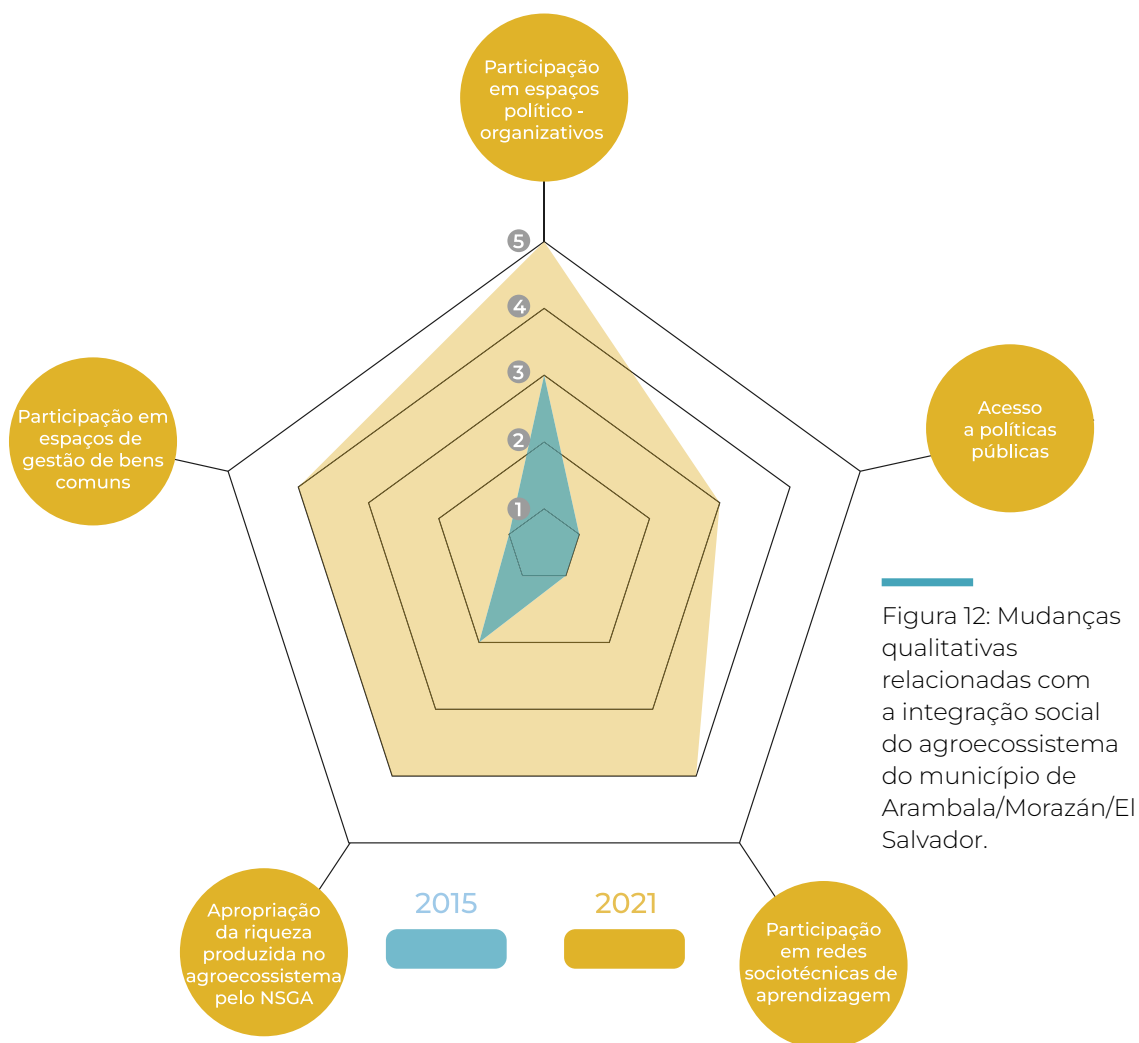 Participação
em espaços
político -
organizativos
5
4
3
2
1
Participação em
espaços de
gestão de bens
comuns
Acesso
a políticas
públicas
Figura 12: Mudanças
qualitativas
relacionadas com
a integração social
do agroecossistema
do município de
Arambala/Morazán/El
Salvador.
Apropriação
da riqueza
produzida no
agroecossistema
pelo NSGA
2015
2021
Participação
em redes
sociotécnicas de
aprendizagem